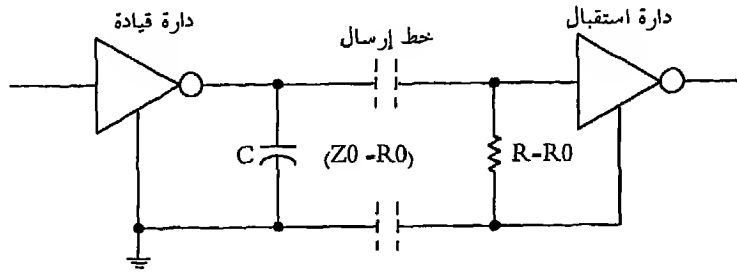 دارة قيادة
خط إرسال
دارة استقبال
C
(Z0 -R0)
R-R0